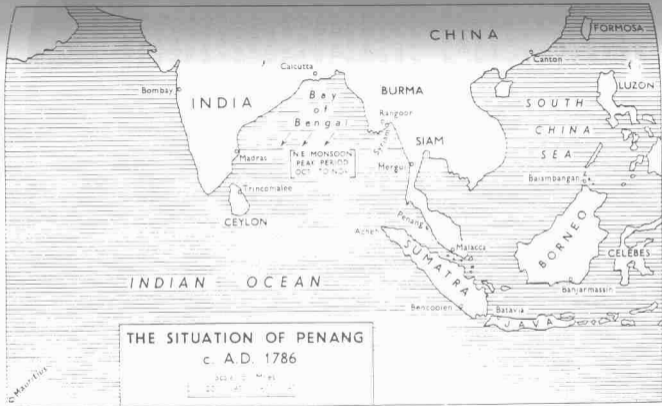 CHINA
FORMOSA
Canton
Calcutta
Bombay
INDIA
Bay
of
Bengal
BURMA
Rangoon
LUZON
SOUTH
CHINA
SEA
SIAM
Madras
N.E. MONSOON
PEAK PERIOD
OCT. TO NOV.
Mergui
Trincomalee
CEYLON
Balambangan
Penang
Acheh
Malacca
SUMATRA
BORNEO
CELEBES
INDIAN OCEAN
Banjarmassin
Bencoolen
Batavia
JAVA
THE SITUATION OF PENANG
c. A.D. 1786
Mauritius